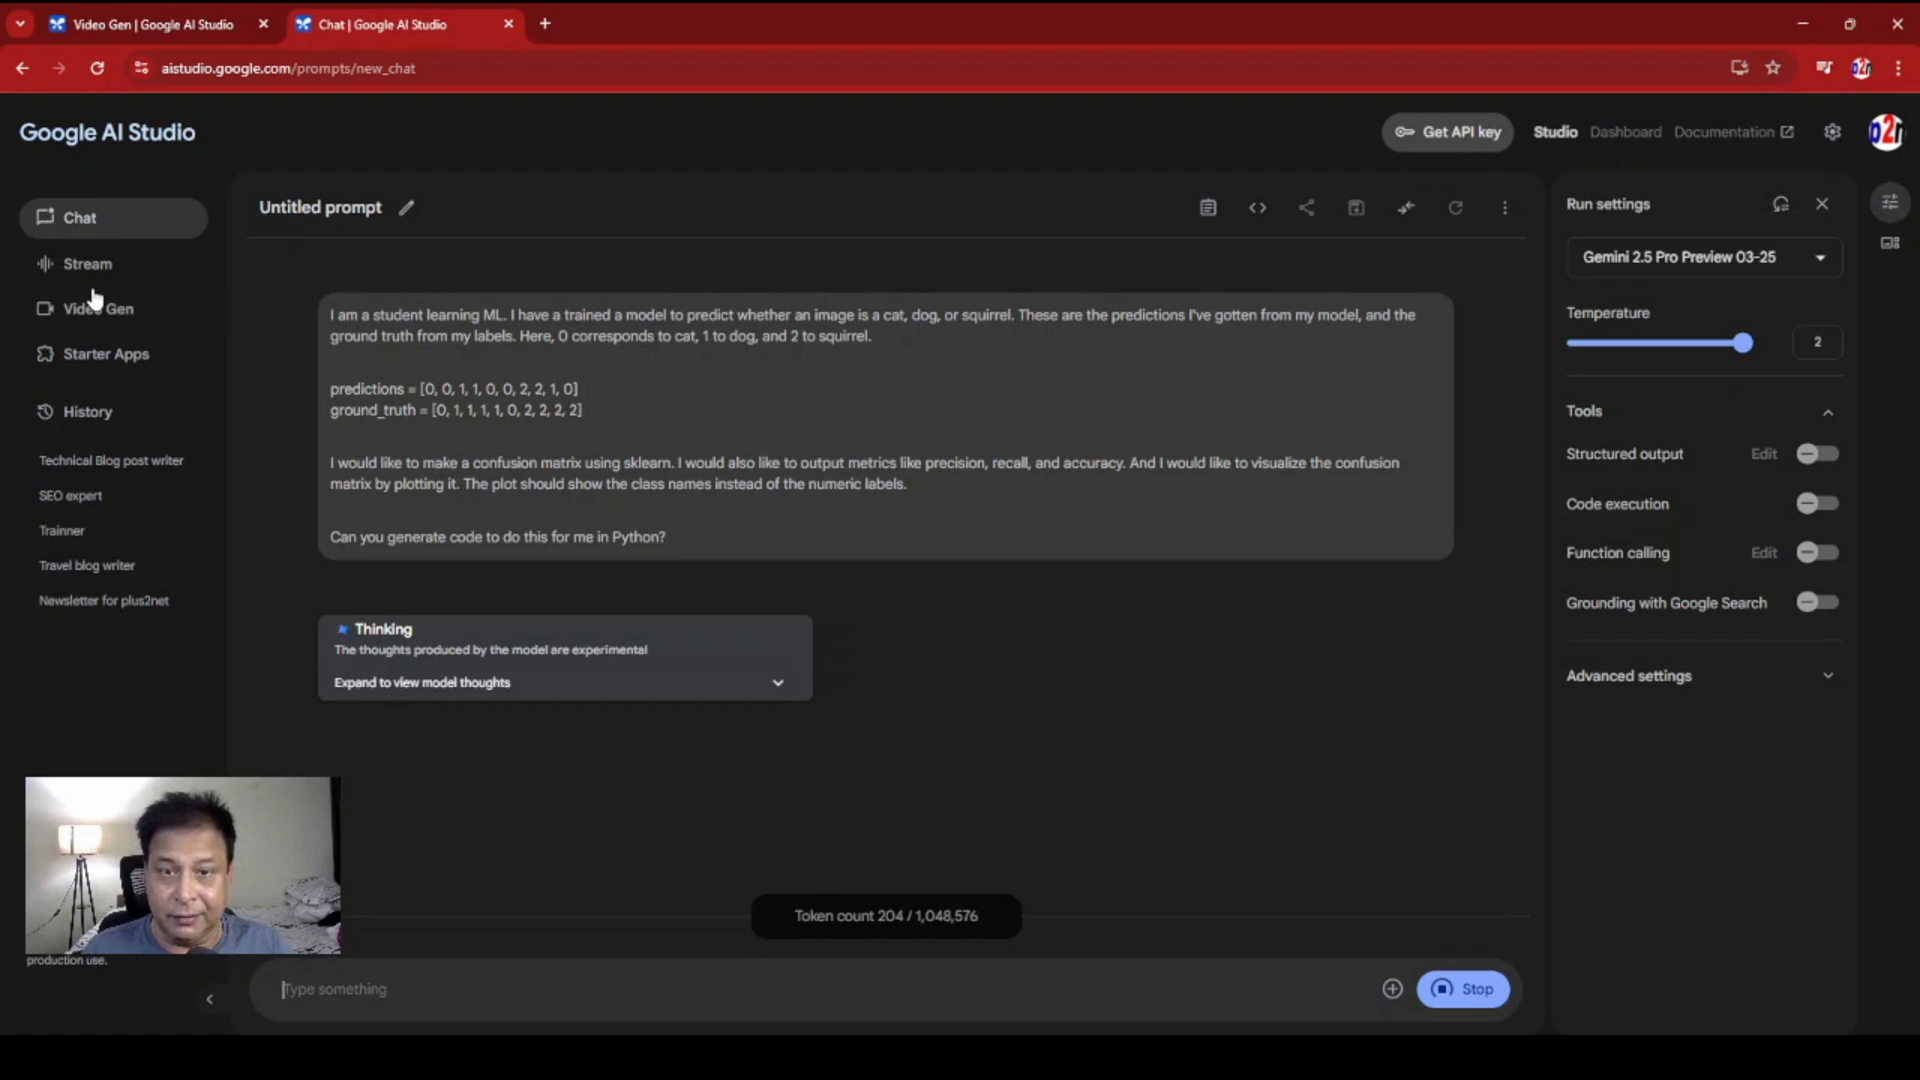 Video Gen | Google AI Studio
Chat | Google AI Studio
aistudio.google.com/prompts/new_chat
Google AI Studio
Get API key
Studio
Dashboard
Documentation
Chat
Stream
Video Gen
Starter Apps
History
Technical Blog post writer
SEO expert
Trainner
Travel blog writer
Newsletter for plus2net
production use.
Untitled prompt
I am a student learning ML. I have a trained a model to predict whether an image is a cat, dog, or squirrel. These are the predictions I've gotten from my model, and the
ground truth from my labels. Here, 0 corresponds to cat, 1 to dog, and 2 to squirrel.
predictions = [0, 0, 1, 1, 0, 0, 2, 2, 1, 0]
ground_truth = [0, 1, 1, 1, 1, 0, 2, 2, 2, 2]
I would like to make a confusion matrix using sklearn. I would also like to output metrics like precision, recall, and accuracy. And I would like to visualize the confusion
matrix by plotting it. The plot should show the class names instead of the numeric labels.
Can you generate code to do this for me in Python?
Thinking
The thoughts produced by the model are experimental
Expand to view model thoughts
Token count 204 / 1,048,576
Type something
Stop
Run settings
Gemini 2.5 Pro Preview 03-25
Temperature
2
Tools
Structured output Edit
Code execution
Function calling Edit
Grounding with Google Search
Advanced settings